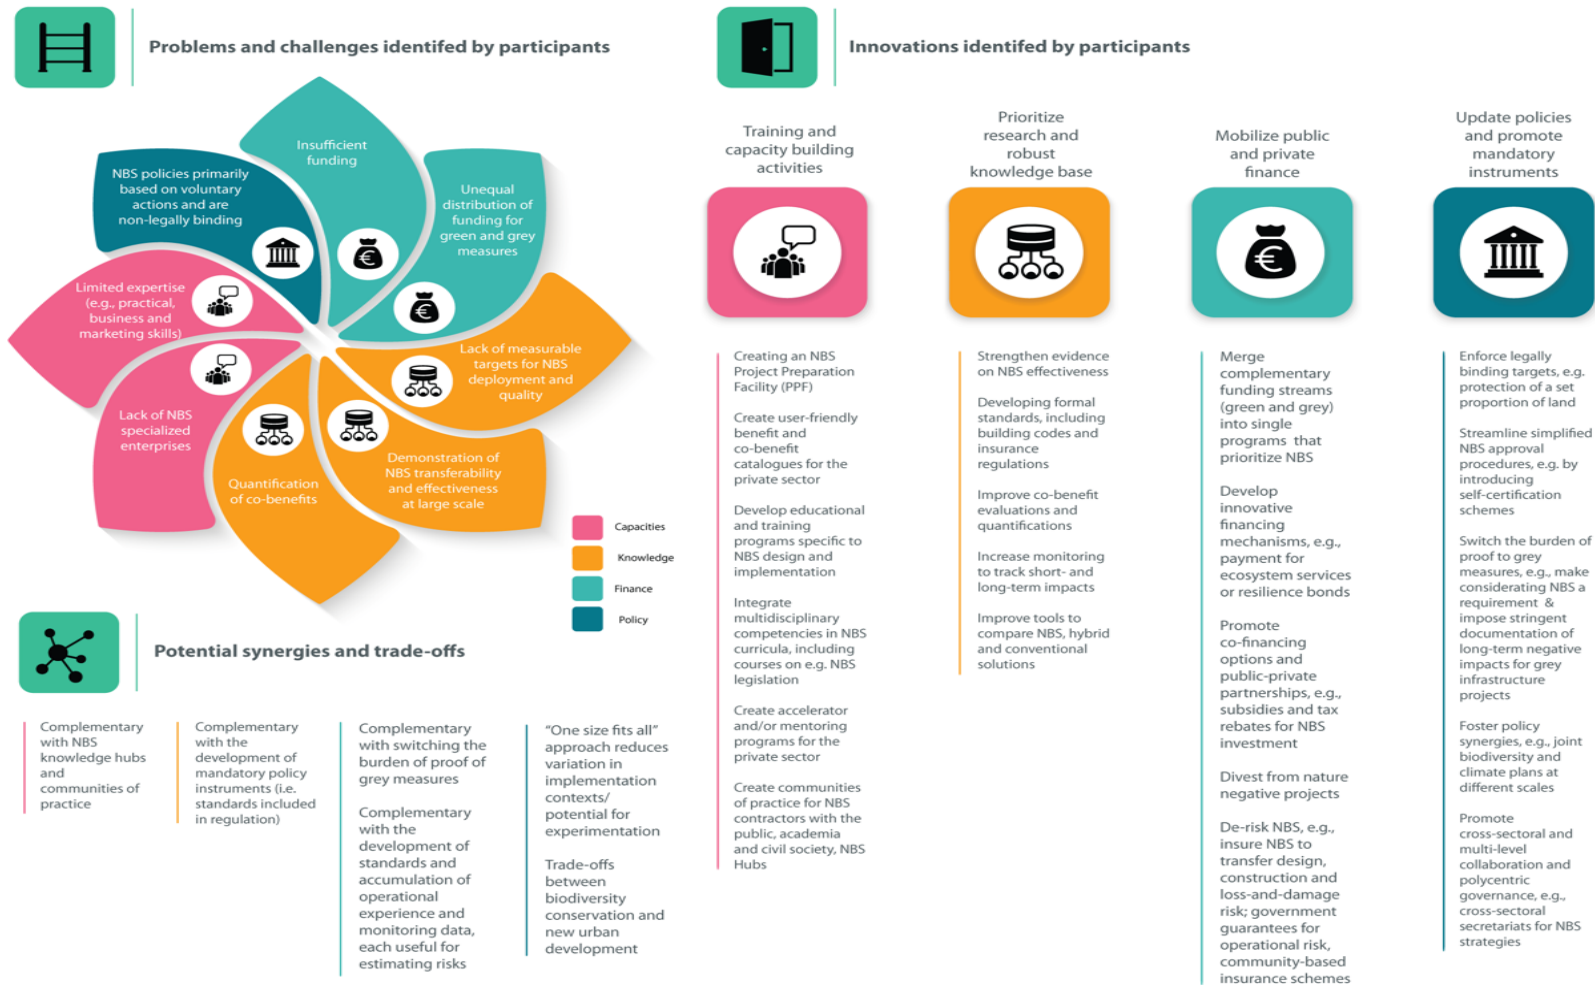 Problems and challenges identifed by participants
Insufficient
funding
NBS policies primarily
based on voluntary
actions and are
non-legally binding
Unequal
distribution of
funding for
green and grey
measures
Limited expertise
(e.g., practical,
business and
marketing skills)
Lack of measurable
targets for NBS
deployment and
quality
Lack of NBS
specialized
enterprises
Quantification
of co-benefits
Demonstration of
NBS transferability
and effectiveness
at large scale
Capacities
Knowledge
Finance
Policy
Potential synergies and trade-offs
Complementary
with NBS
knowledge hubs
and
communities of
practice
Complementary
with the
development of
mandatory policy
instruments (i.e.
standards included
in regulation)
Complementary
with switching the
burden of proof of
grey measures
Complementary
with the
development of
standards and
accumulation of
operational
experience and
monitoring data,
each useful for
estimating risks
“One size fits all”
approach reduces
variation in
implementation
contexts/
potential for
experimentation
Trade-offs
between
biodiversity
conservation and
new urban
development
Innovations identifed by participants
Training and
capacity building
activities
€
Creating an NBS
Project Preparation
Facility (PPF)
Create user-friendly
benefit and
co-benefit
catalogues for the
private sector
Develop educational
and training
programs specific to
NBS design and
implementation
Integrate
multidisciplinary
competencies in NBS
curricula, including
courses on e.g. NBS
legislation
Create accelerator
and/or mentoring
programs for the
private sector
Create communities
of practice for NBS
contractors with the
public, academia
and civil society, NBS
Hubs
Prioritize
research and
robust
knowledge base
Strengthen evidence
on NBS effectiveness
Developing formal
standards, including
building codes and
insurance
regulations
Improve co-benefit
evaluations and
quantifications
Increase monitoring
to track short- and
long-term impacts
Improve tools to
compare NBS, hybrid
and conventional
solutions
Mobilize public
and private
finance
Merge
complementary
funding streams
(green and grey)
into single
programs that
prioritize NBS
Develop
innovative
financing
mechanisms, e.g.,
payment for
ecosystem services
or resilience bonds
Promote
co-financing
options and
public-private
partnerships, e.g.,
subsidies and tax
rebates for NBS
investment
Divest from nature
negative projects
De-risk NBS, e.g.,
insure NBS to
transfer design,
construction and
loss-and-damage
risk; government
guarantees for
operational risk,
community-based
insurance schemes
Update policies
and promote
mandatory
instruments
Enforce legally
binding targets, e.g.
protection of a set
proportion of land
Streamline simplified
NBS approval
procedures, e.g. by
introducing
self-certification
schemes
Switch the burden of
proof to grey
measures, e.g., make
considering NBS a
requirement &
impose stringent
documentation of
long-term negative
impacts for grey
infrastructure
projects
Foster policy
synergies, e.g., joint
biodiversity and
climate plans at
different scales
Promote
cross-sectoral and
multi-level
collaboration and
polycentric
governance, e.g.,
cross-sectoral
secretariats for NBS
strategies